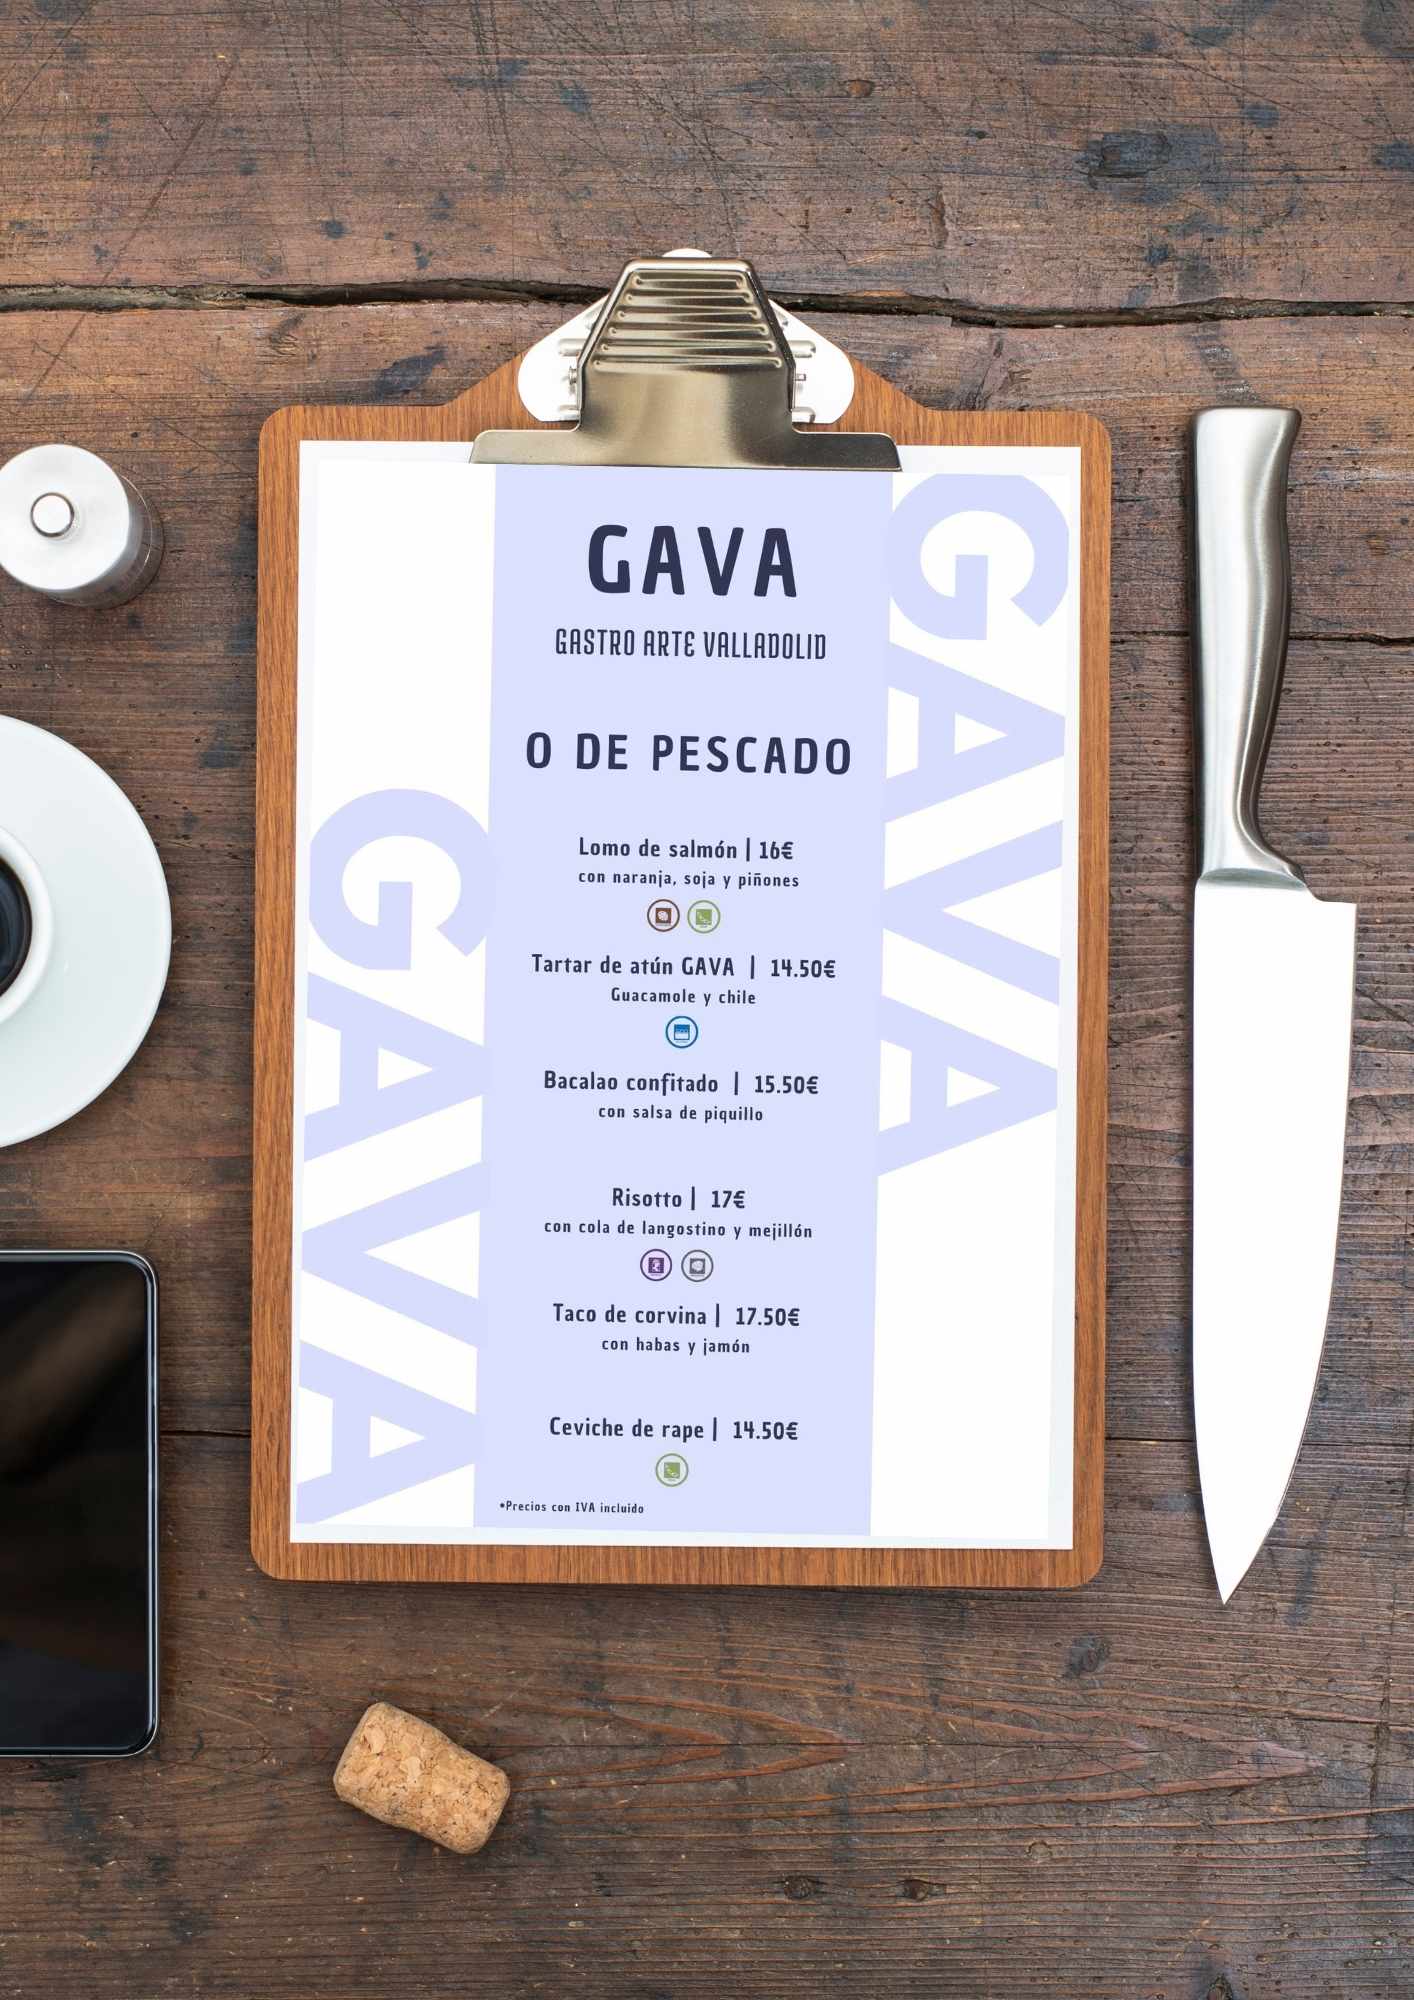 GAVA
GASTRO ARTE VALLADOLID
O DE PESCADO
Lomo de salmón | 16€
con naranja, soja y piñones
Tartar de atún GAVA | 14.50€
Guacamole y chile
Bacalao confitado | 15.50€
con salsa de piquillo
Risotto | 17€
con cola de langostino y mejillón
Taco de corvina | 17.50€
con habas y jamón
Ceviche de rape | 14.50€
*Precios con IVA incluido
GAVA
GAVA